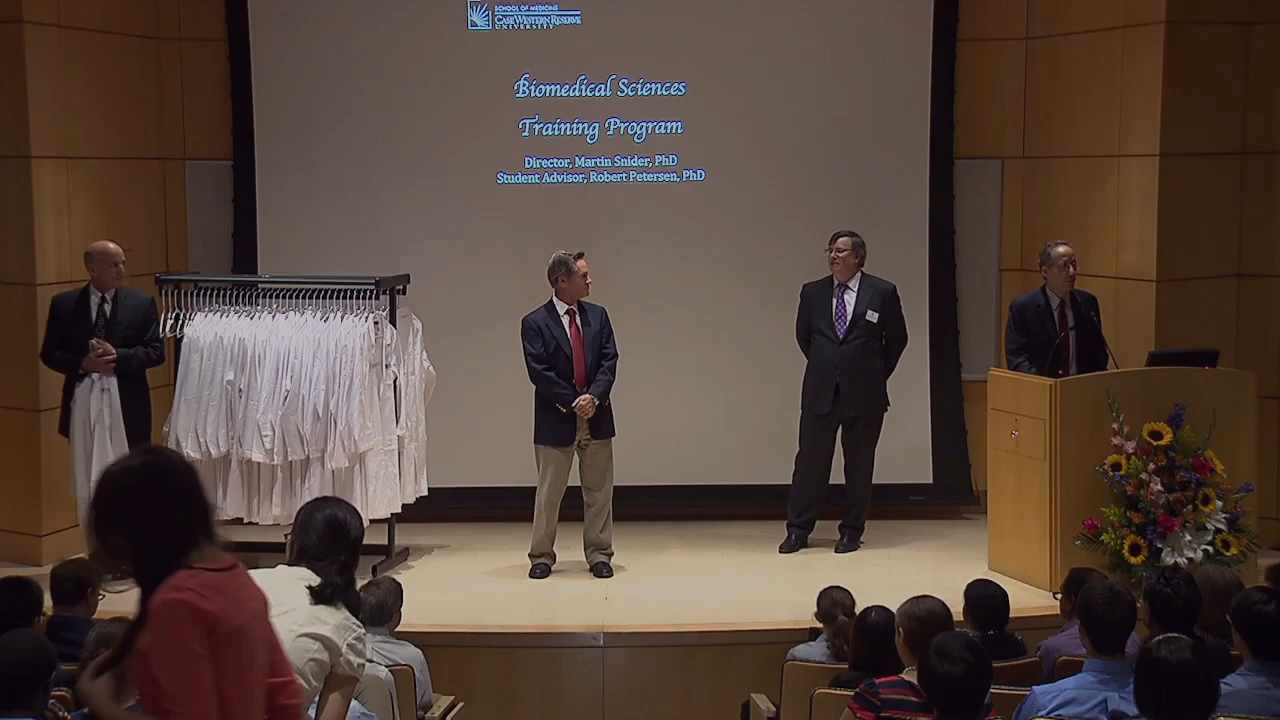 SCHOOL OF MEDICINE
CASE WESTERN RESERVE
UNIVERSITY
Biomedical Sciences
Training Program
Director, Martin Snider, PhD
Student Advisor, Robert Petersen, PhD